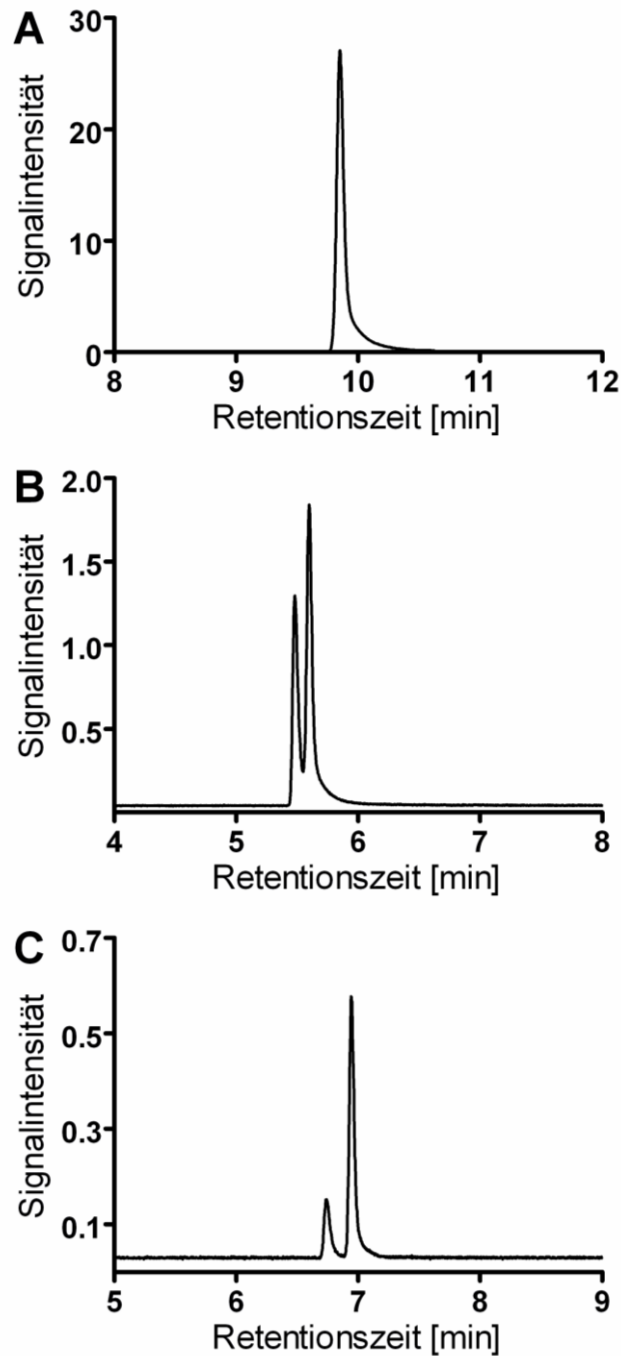 A
Signalintensität
30
20
10
0
8 9 10 11 12
Retentionszeit [min]
B
Signalintensität
2.0
1.5
1.0
0.5
4 5 6 7 8
Retentionszeit [min]
C
Signalintensität
0.7
0.5
0.3
0.1
5 6 7 8 9
Retentionszeit [min]